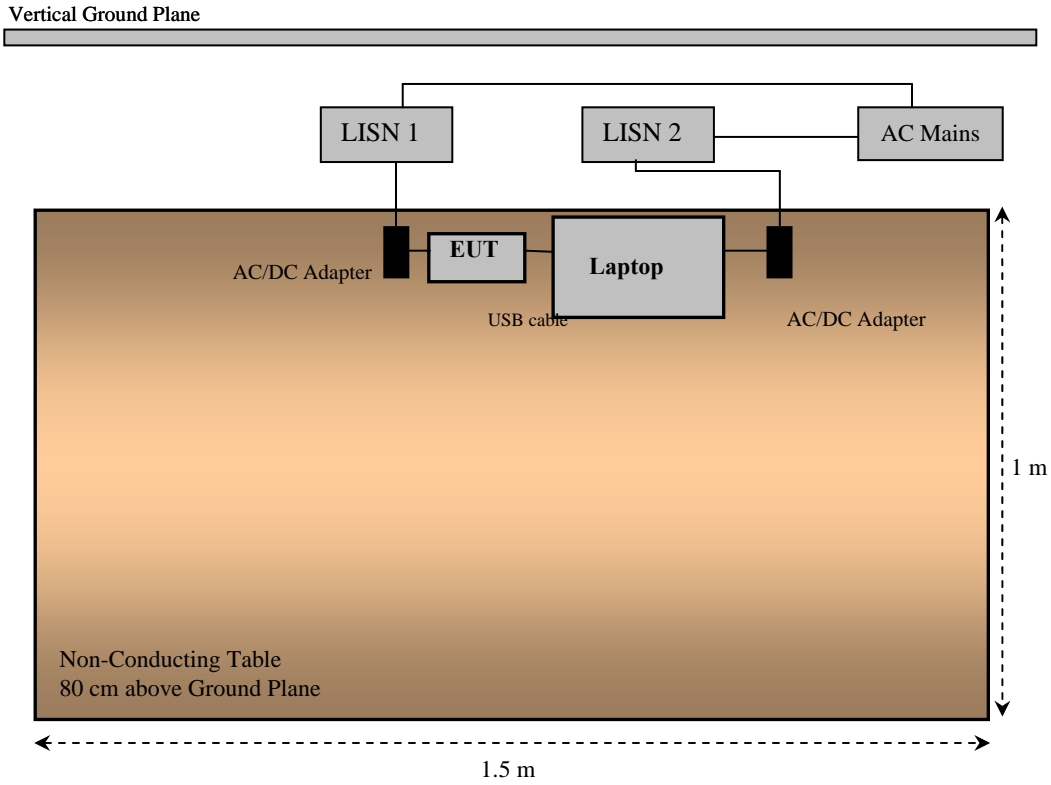 Vertical Ground Plane
LISN 1
LISN 2
AC Mains
EUT
Laptop
AC/DC Adapter
USB cable
AC/DC Adapter
1 m
Non-Conducting Table
80 cm above Ground Plane
1.5 m